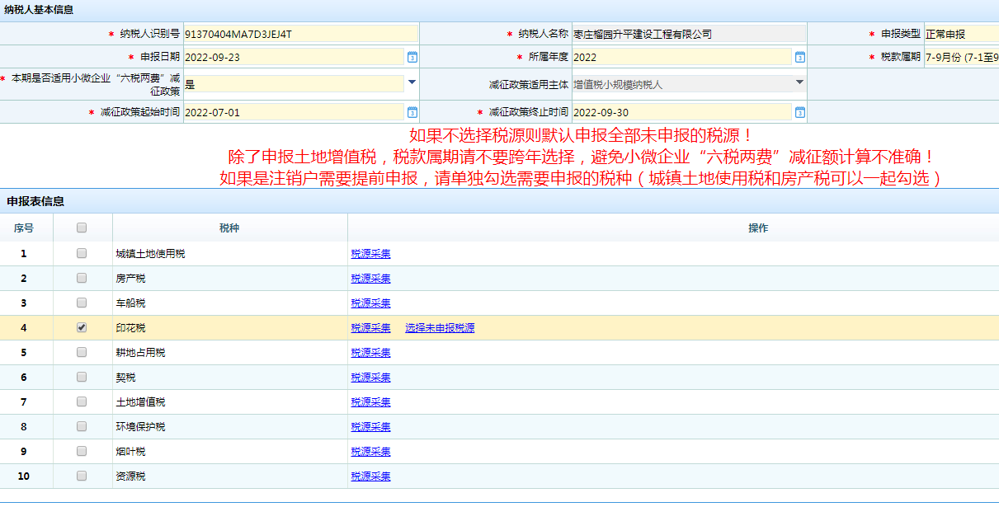 纳税人基本信息
* 纳税人识别号 91370404MA7D3JEJ4T * 纳税人名称 枣庄榴园升平建设工程有限公司 * 申报类型 正常申报
* 申报日期 2022-09-23 * 所属年度 2022 * 税款属期 7-9月份 (7-1至9
* 本期是否适用小微企业“六税两费”减
征政策 是 减征政策适用主体 增值税小规模纳税人
* 减征政策起始时间 2022-07-01 * 减征政策终止时间 2022-09-30
如果不选择税源则默认申报全部未申报的税源！
除了申报土地增值税，税款属期请不要跨年选择，避免小微企业“六税两费”减征额计算不准确！
如果是注销户需要提前申报，请单独勾选需要申报的税种（城镇土地使用税和房产税可以一起勾选）
申报表信息
序号 税种 操作
1 城镇土地使用税 税源采集
2 房产税 税源采集
3 车船税 税源采集
4 印花税 税源采集 选择未申报税源
5 耕地占用税 税源采集
6 契税 税源采集
7 土地增值税 税源采集
8 环境保护税 税源采集
9 烟叶税 税源采集
10 资源税 税源采集